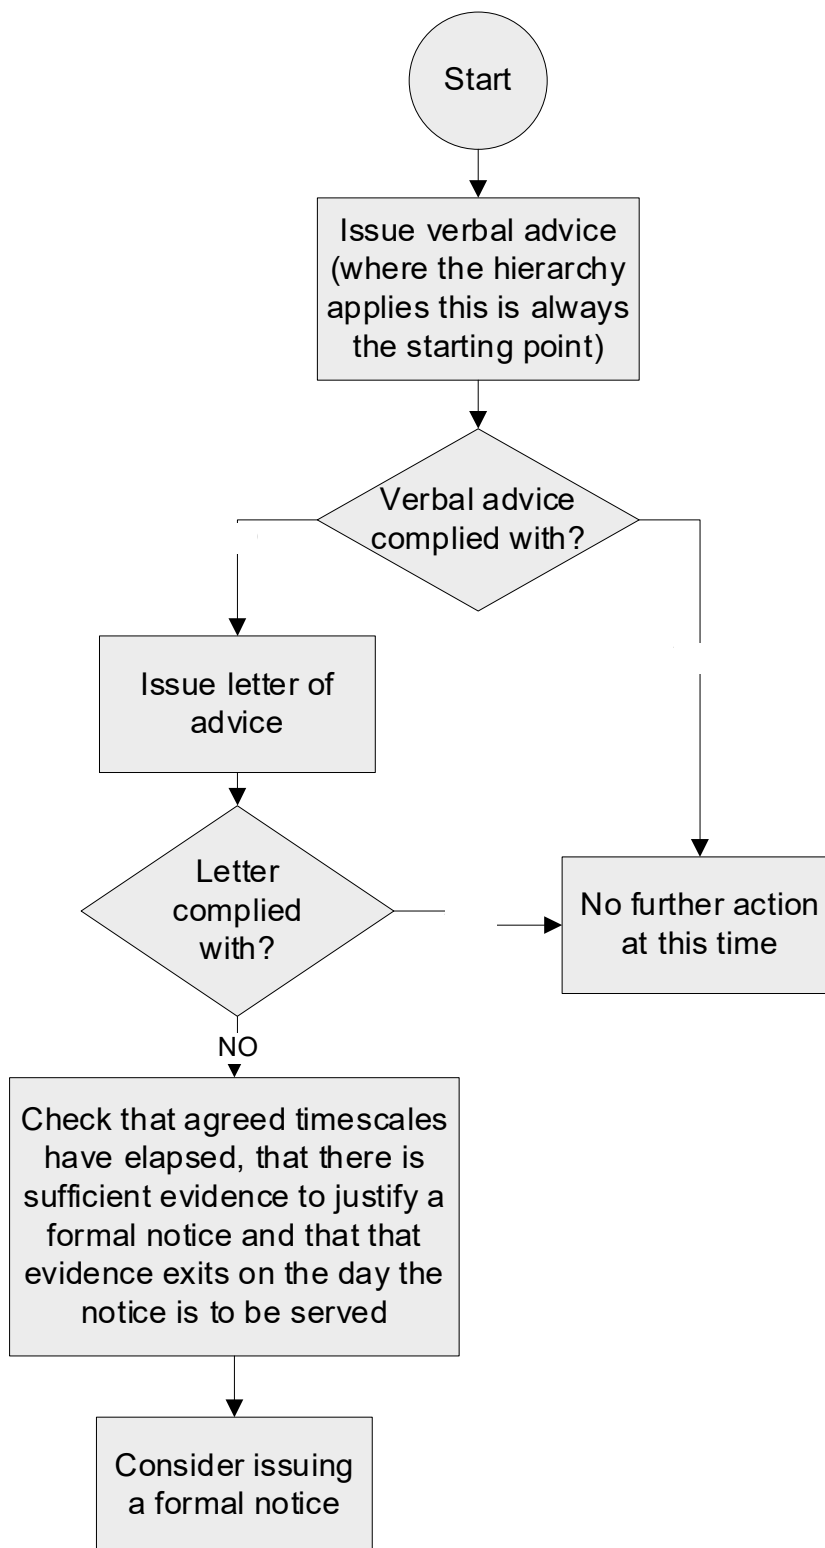 Start
Issue verbal advice
(where the hierarchy
applies this is always
the starting point)
Verbal advice
complied with?
Issue letter of
advice
Letter
complied
with?
No further action
at this time
NO
Check that agreed timescales
have elapsed, that there is
sufficient evidence to justify a
formal notice and that that
evidence exits on the day the
notice is to be served
Consider issuing
a formal notice